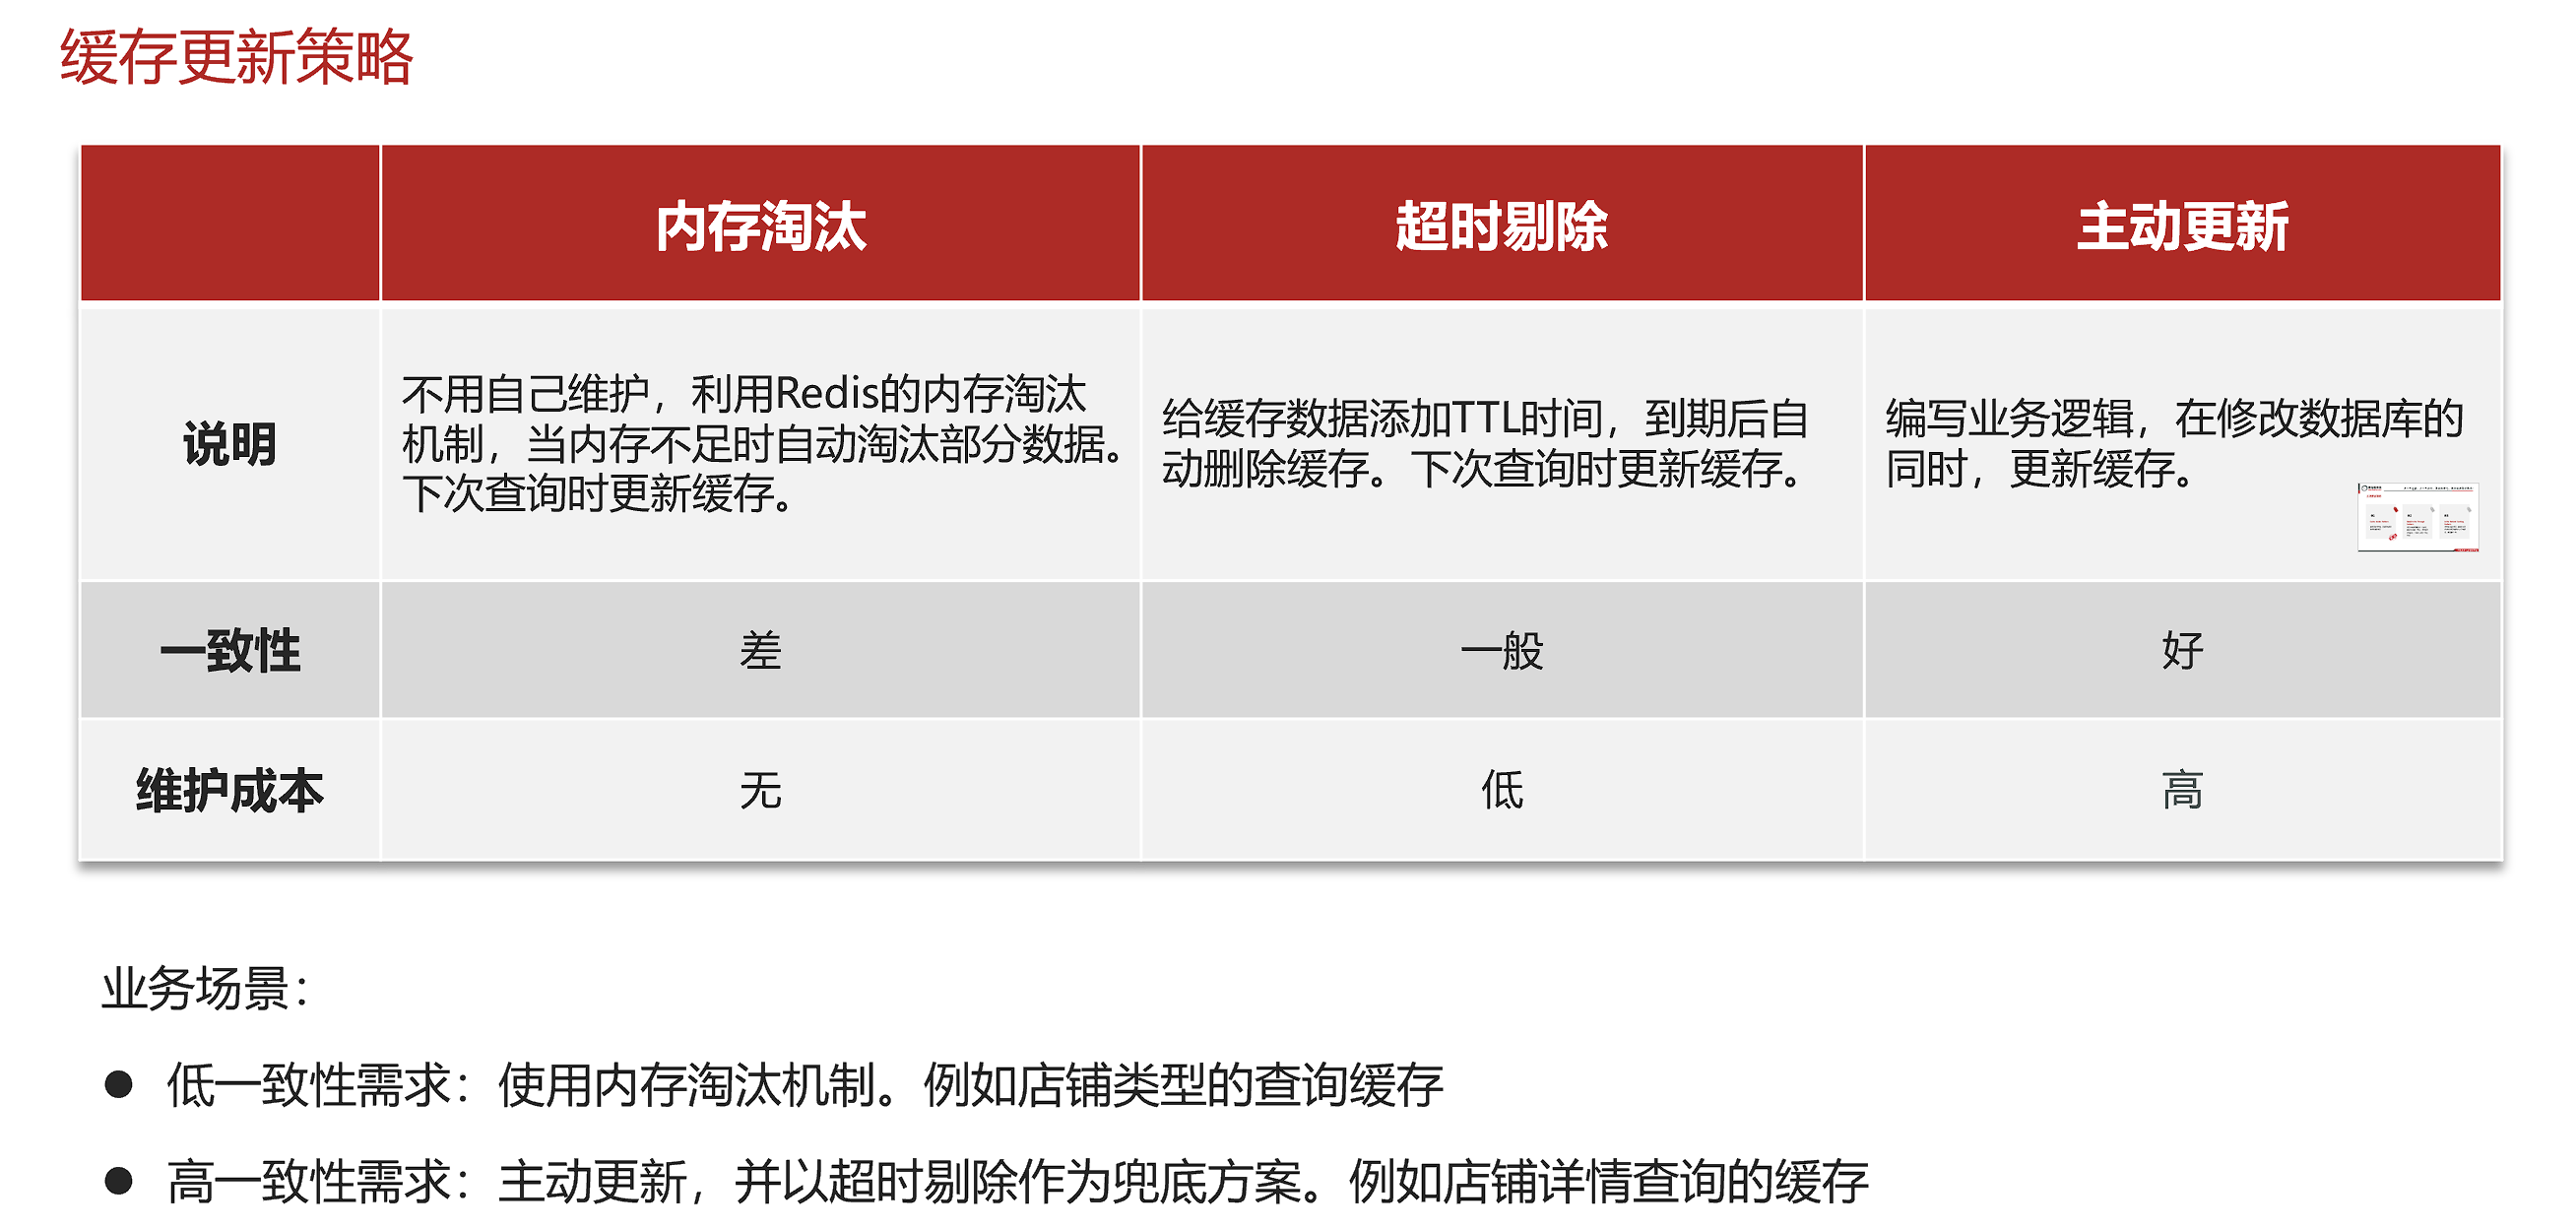 缓存更新策略
内存淘汰
超时剔除
主动更新
说明
不用自己维护，利用Redis的内存淘汰
机制，当内存不足时自动淘汰部分数据。
下次查询时更新缓存。
给缓存数据添加TTL时间，到期后自
动删除缓存。下次查询时更新缓存。
编写业务逻辑，在修改数据库的
同时，更新缓存。
一致性
差
一般
好
维护成本
无
低
高
业务场景：
● 低一致性需求：使用内存淘汰机制。例如店铺类型的查询缓存
● 高一致性需求：主动更新，并以超时剔除作为兜底方案。例如店铺详情查询的缓存